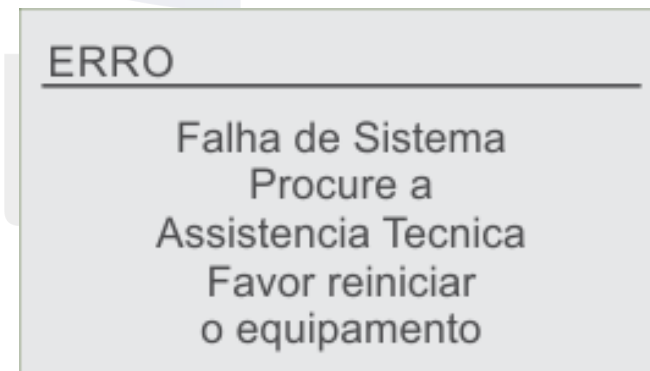 ERRO
Falha de Sistema
Procure a
Assistencia Tecnica
Favor reiniciar
o equipamento